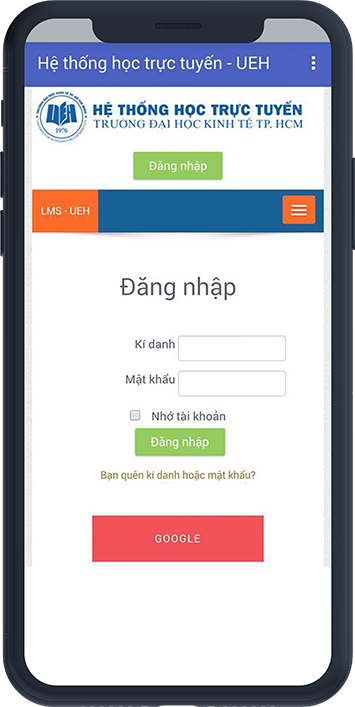 Hệ thống học trực tuyến - UEH
UEH
1976
HỆ THỐNG HỌC TRỰC TUYẾN
TRƯỜNG ĐẠI HỌC KINH TẾ TP. HCM
Đăng nhập
LMS - UEH
Đăng nhập
Kí danh
Mật khẩu
Nhớ tài khoản
Đăng nhập
Bạn quên kí danh hoặc mật khẩu?
GOOGLE